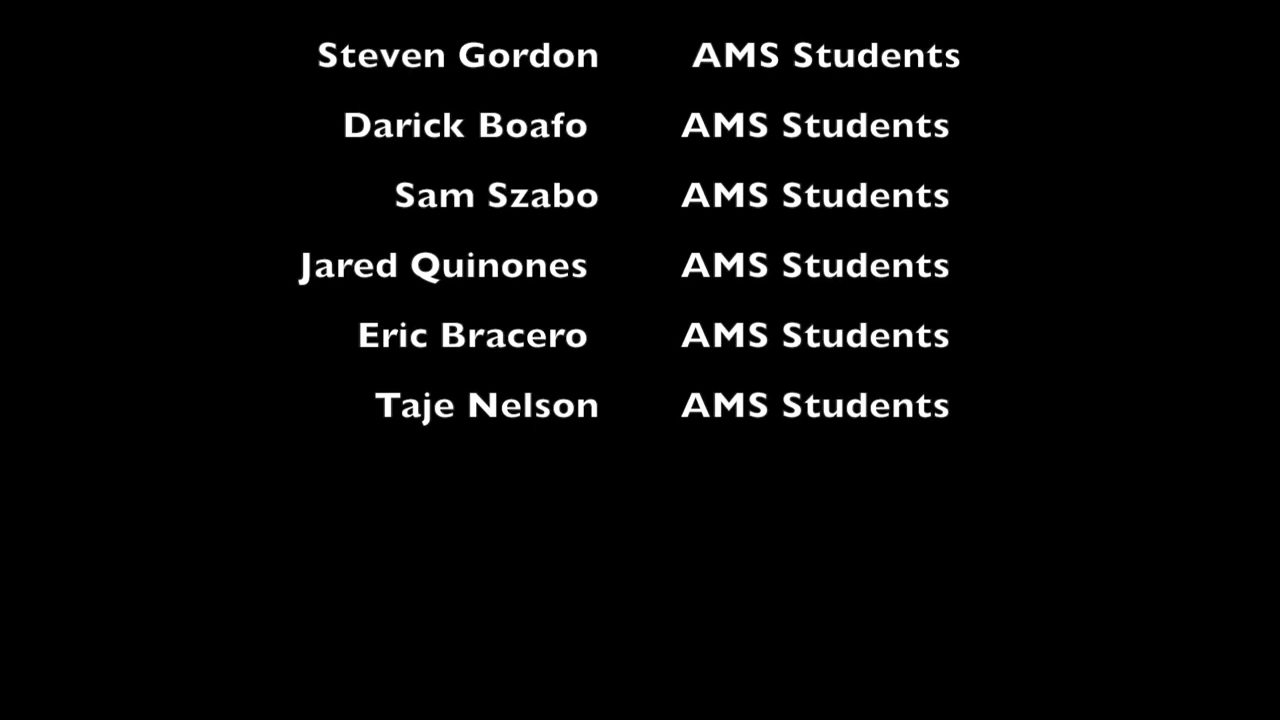 Steven Gordon AMS Students
Darick Boafo AMS Students
Sam Szabo AMS Students
Jared Quinones AMS Students
Eric Bracero AMS Students
Taje Nelson AMS Students